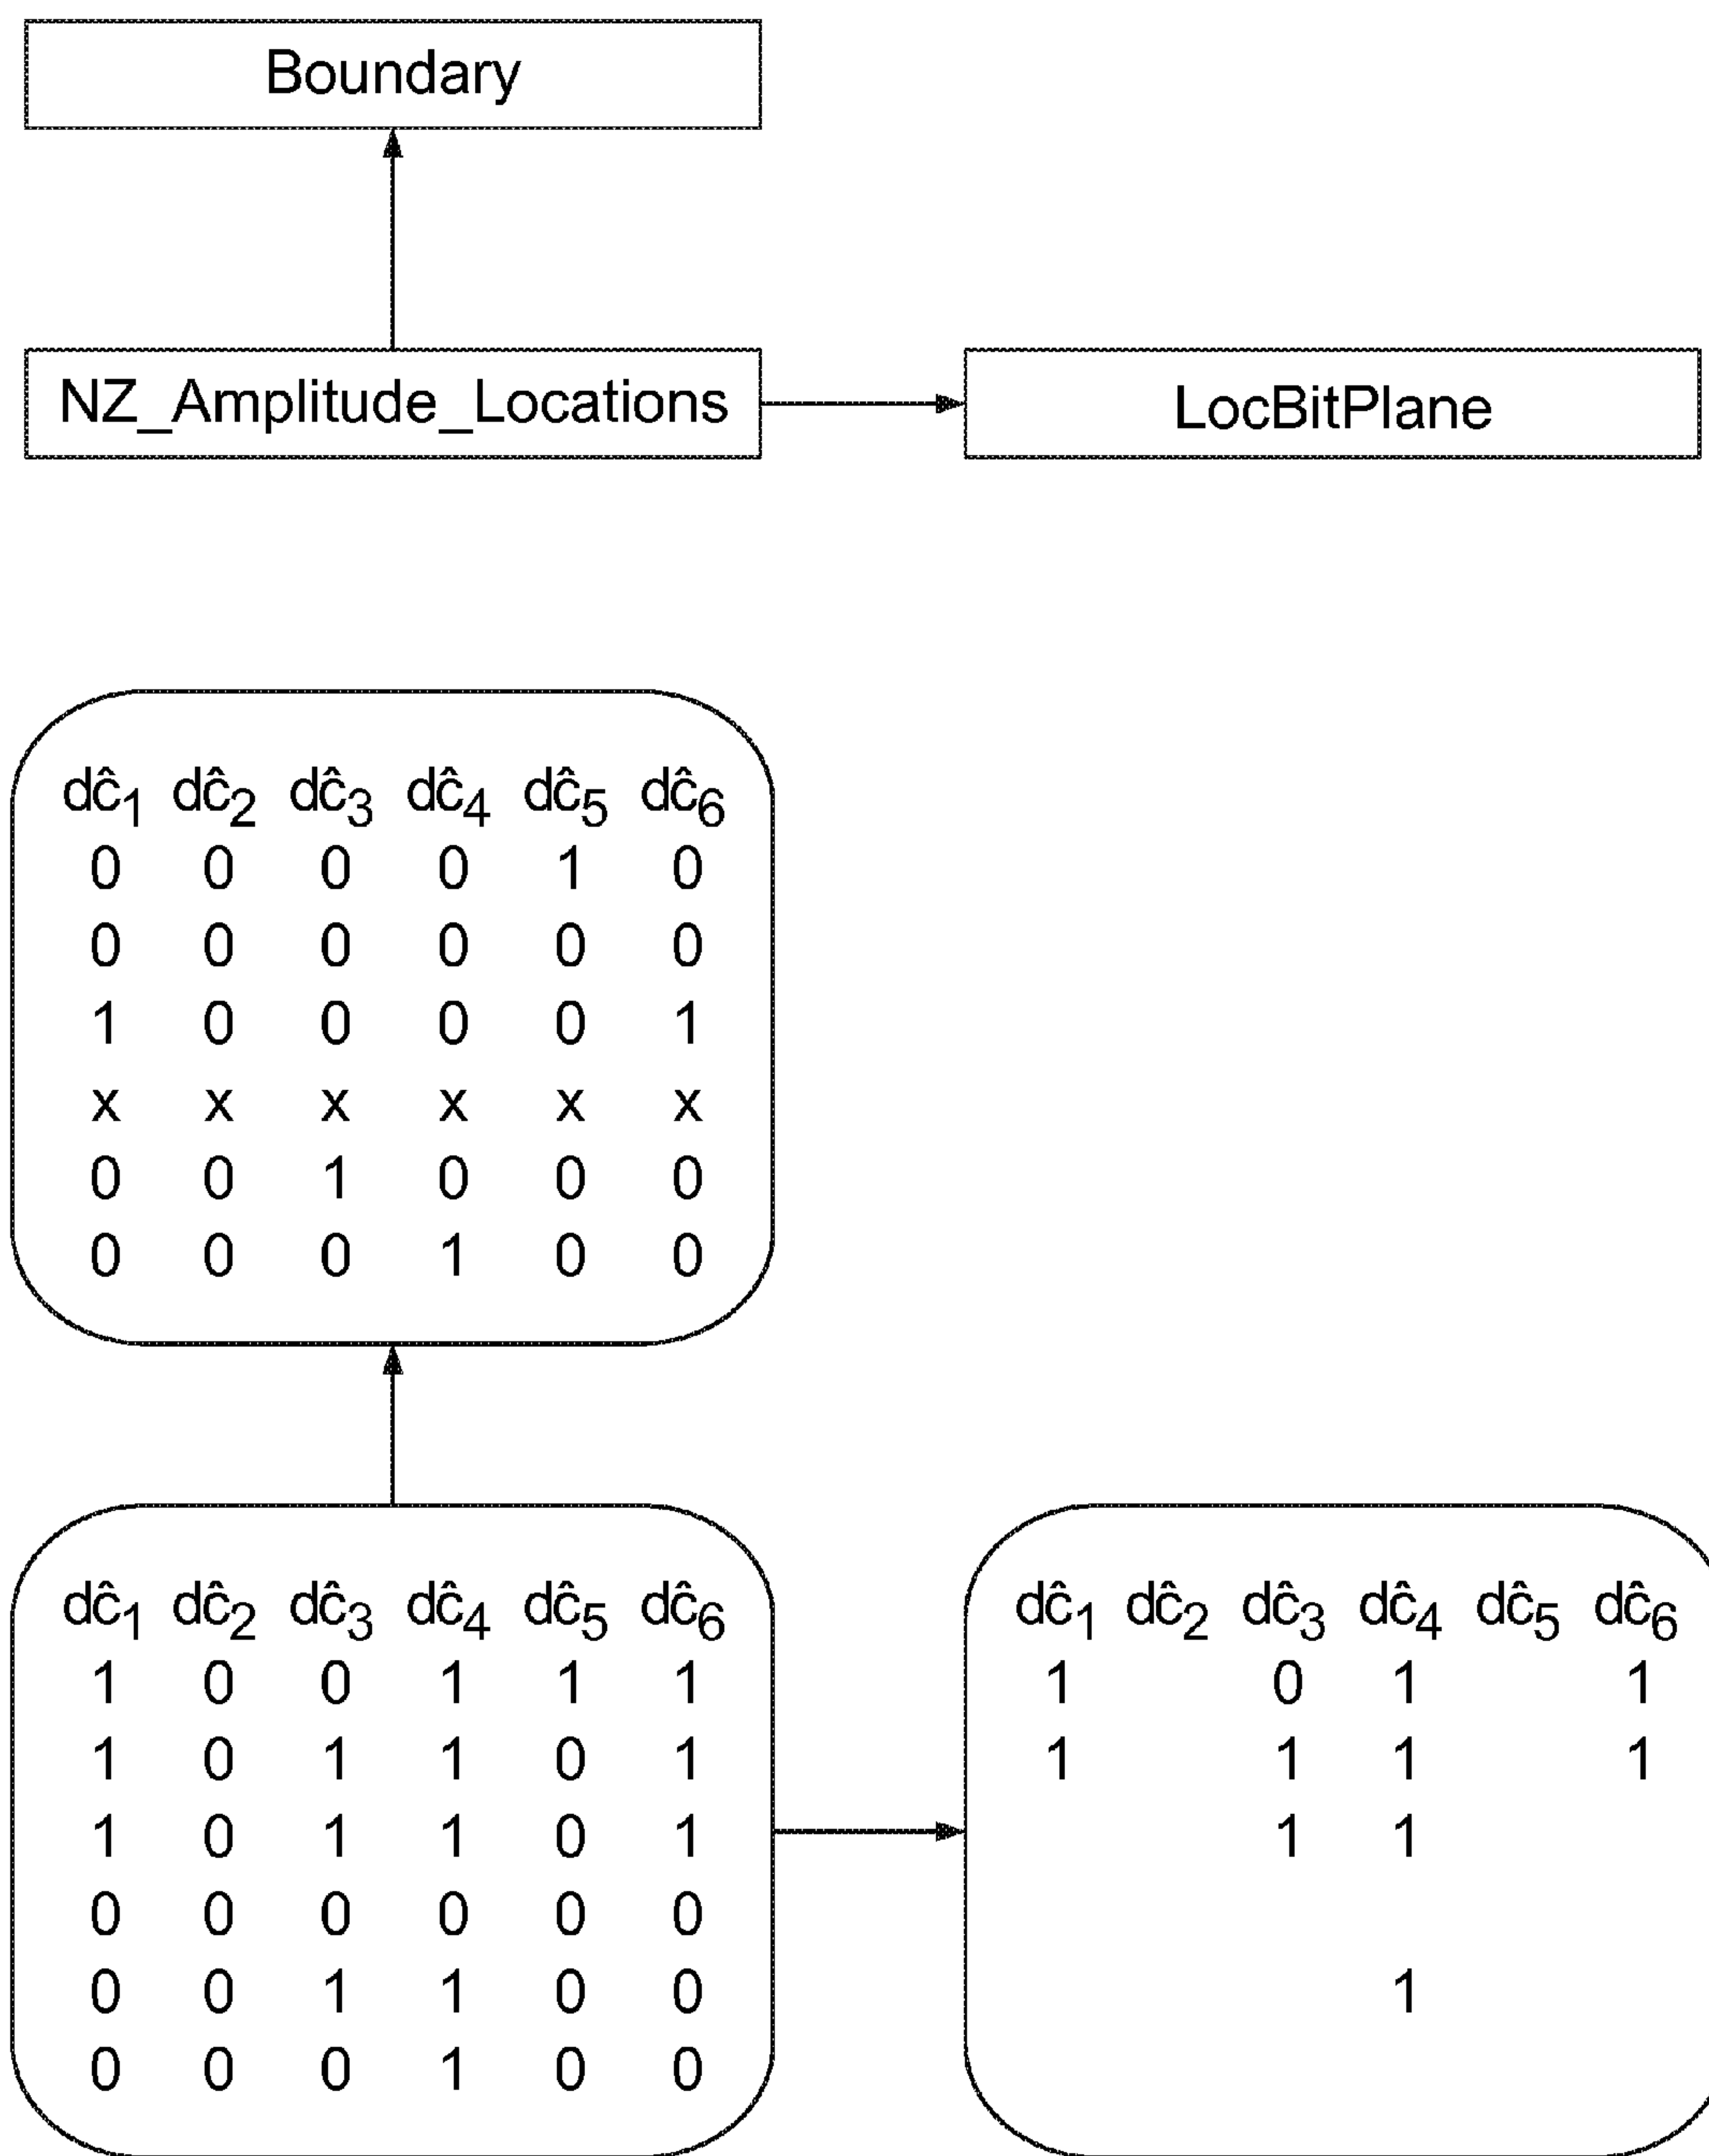 Boundary
NZ_Amplitude_Locations
LocBitPlane
dĉ1 dĉ2 dĉ3 dĉ4 dĉ5 dĉ6
0 0 0 0 1 0
0 0 0 0 0 0
1 0 0 0 0 1
x x x x x x
0 0 1 0 0 0
0 0 0 1 0 0
dĉ1 dĉ2 dĉ3 dĉ4 dĉ5 dĉ6
1 0 0 1 1 1
1 0 1 1 0 1
1 0 1 1 0 1
0 0 0 0 0 0
0 0 1 1 0 0
0 0 0 1 0 0
dĉ1 dĉ2 dĉ3 dĉ4 dĉ5 dĉ6
1 0 1 1
1 1 1 1
1 1
1